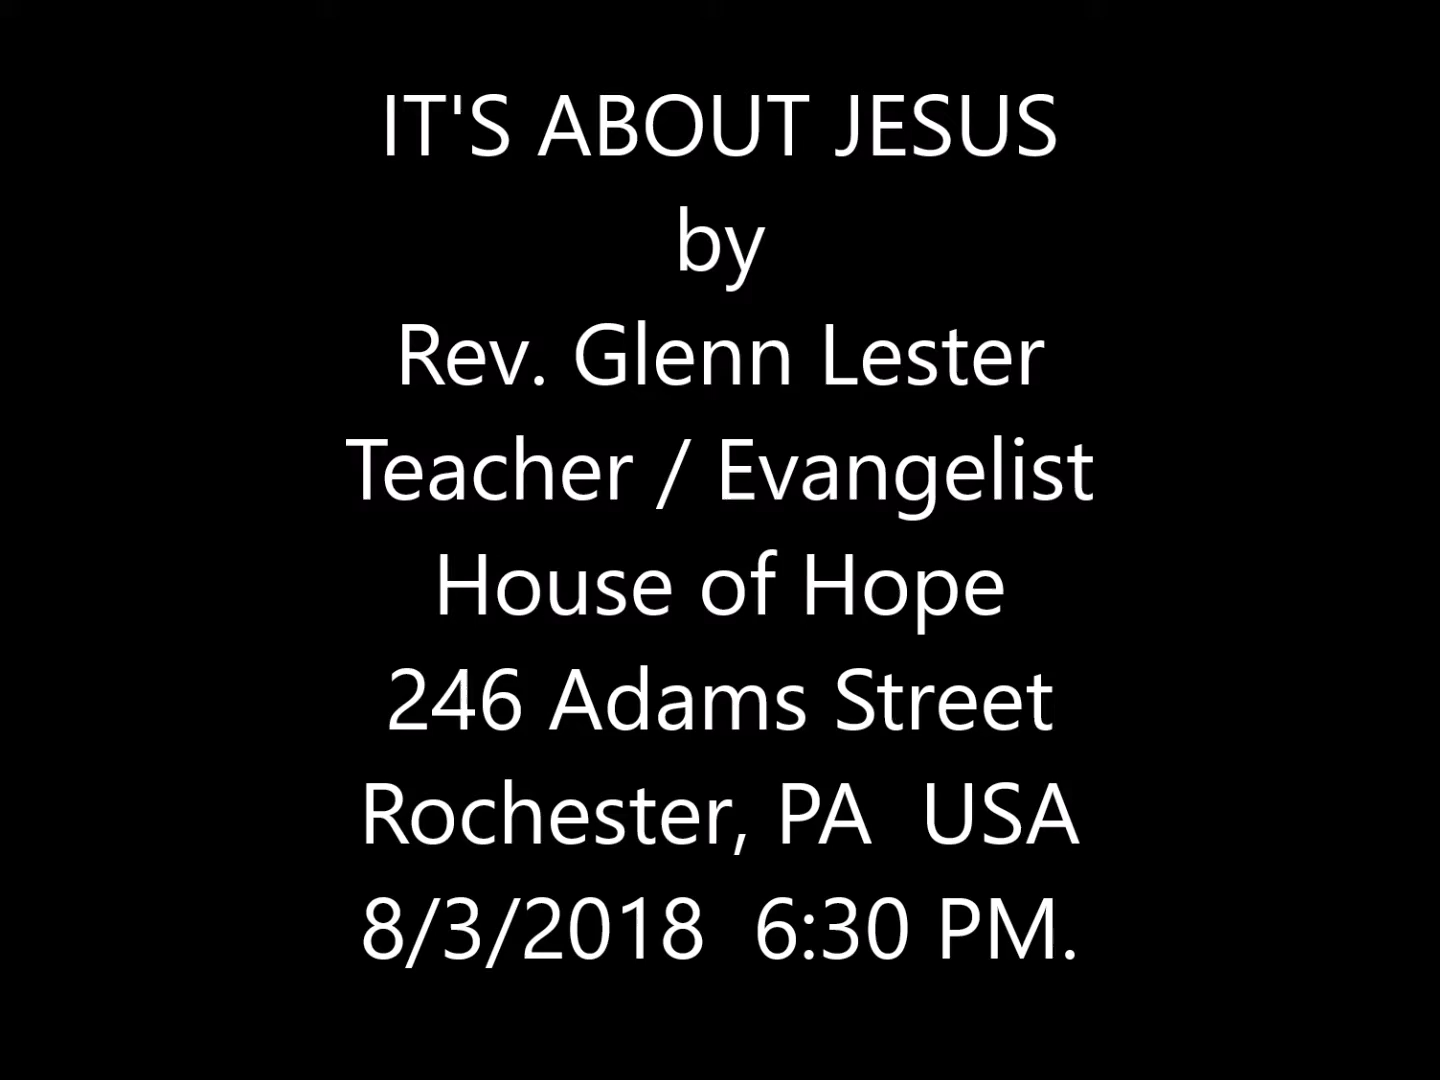 IT'S ABOUT JESUS
by
Rev. Glenn Lester
Teacher / Evangelist
House of Hope
246 Adams Street
Rochester, PA  USA
8/3/2018  6:30 PM.